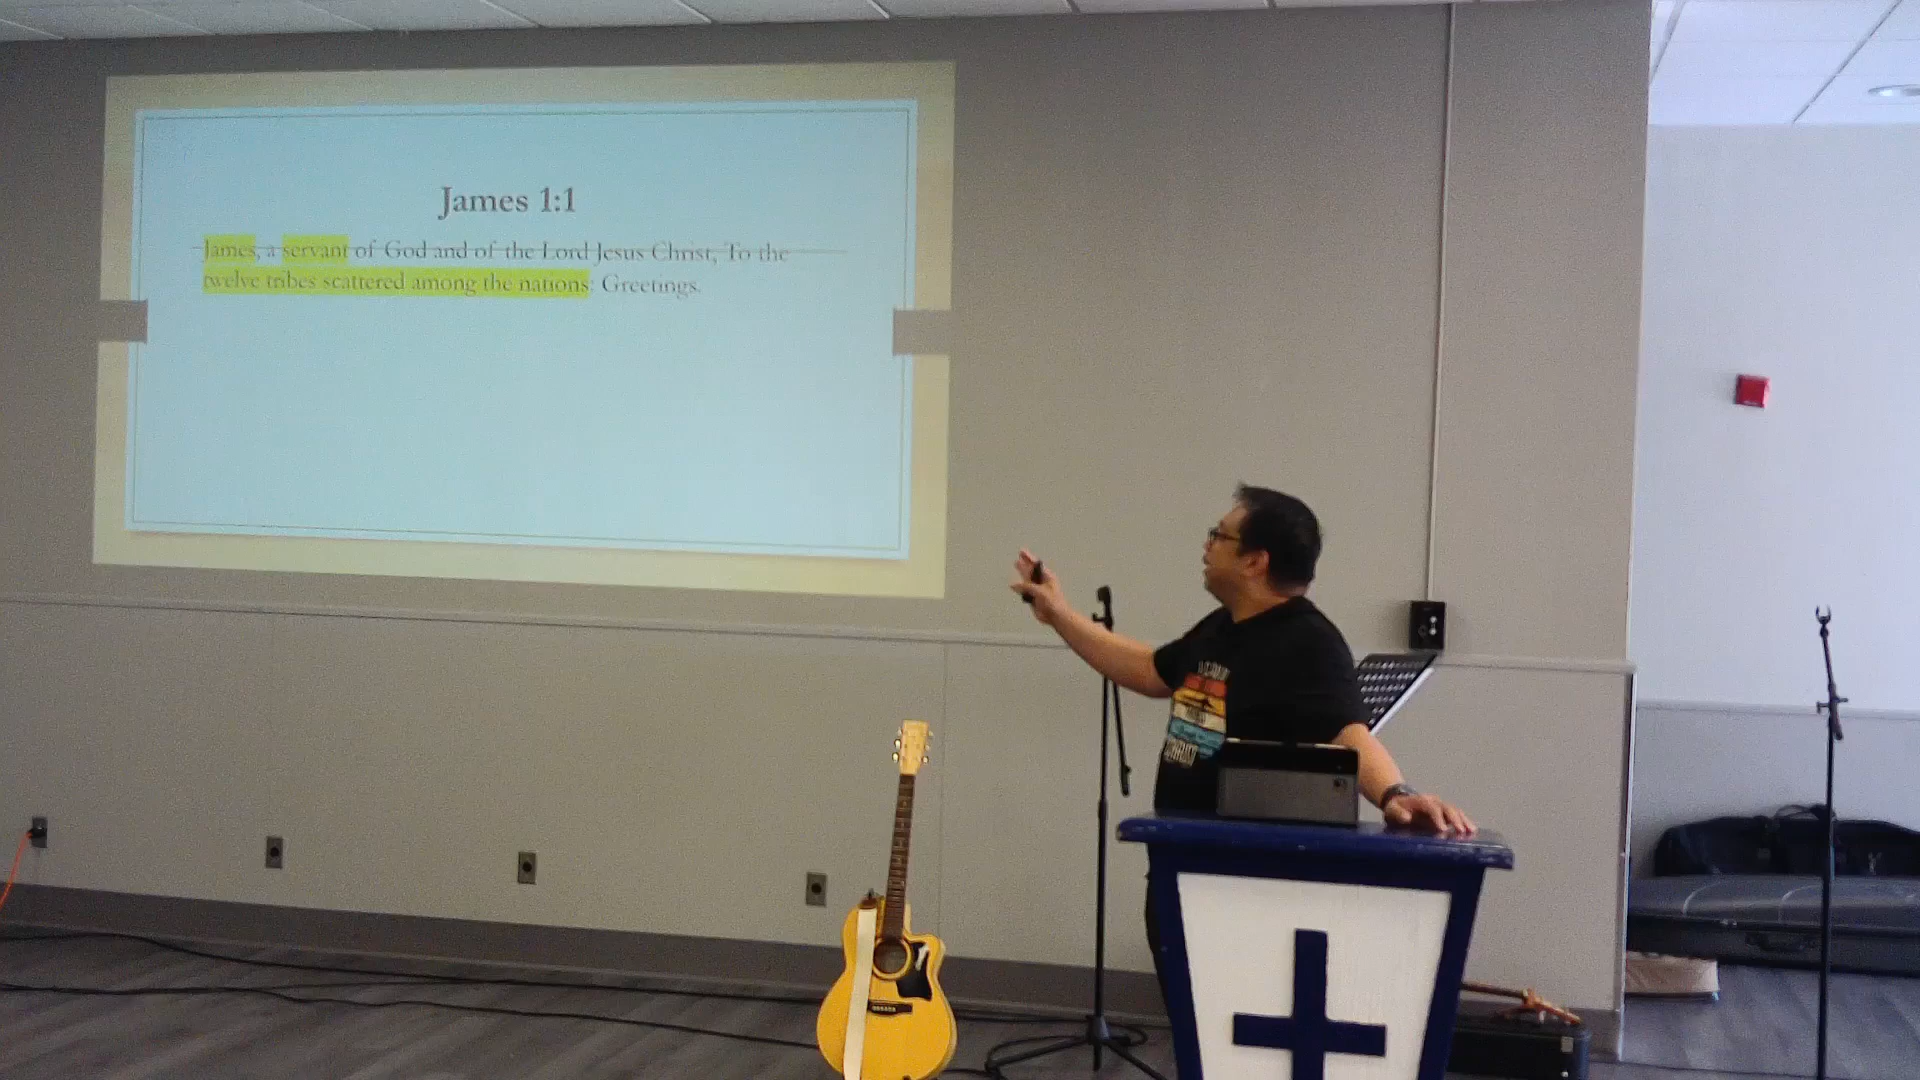 James 1:1
James, a servant of God and of the Lord Jesus Christ, To the
twelve tribes scattered among the nations: Greetings.